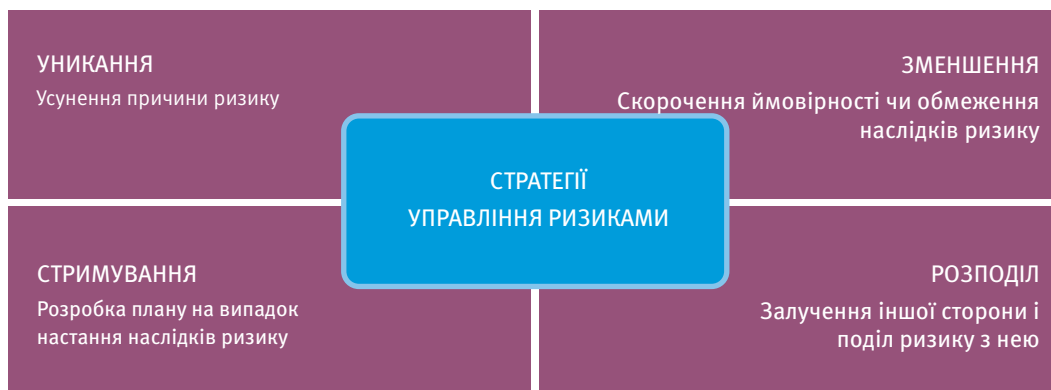 УНИКАННЯ
Усунення причини ризику
ЗМЕНШЕННЯ
Скорочення ймовірності чи обмеження
наслідків ризику
СТРАТЕГІЇ
УПРАВЛІННЯ РИЗИКАМИ
СТРИМУВАННЯ
Розробка плану на випадок
настання наслідків ризику
РОЗПОДІЛ
Залучення іншої сторони і
поділ ризику з нею